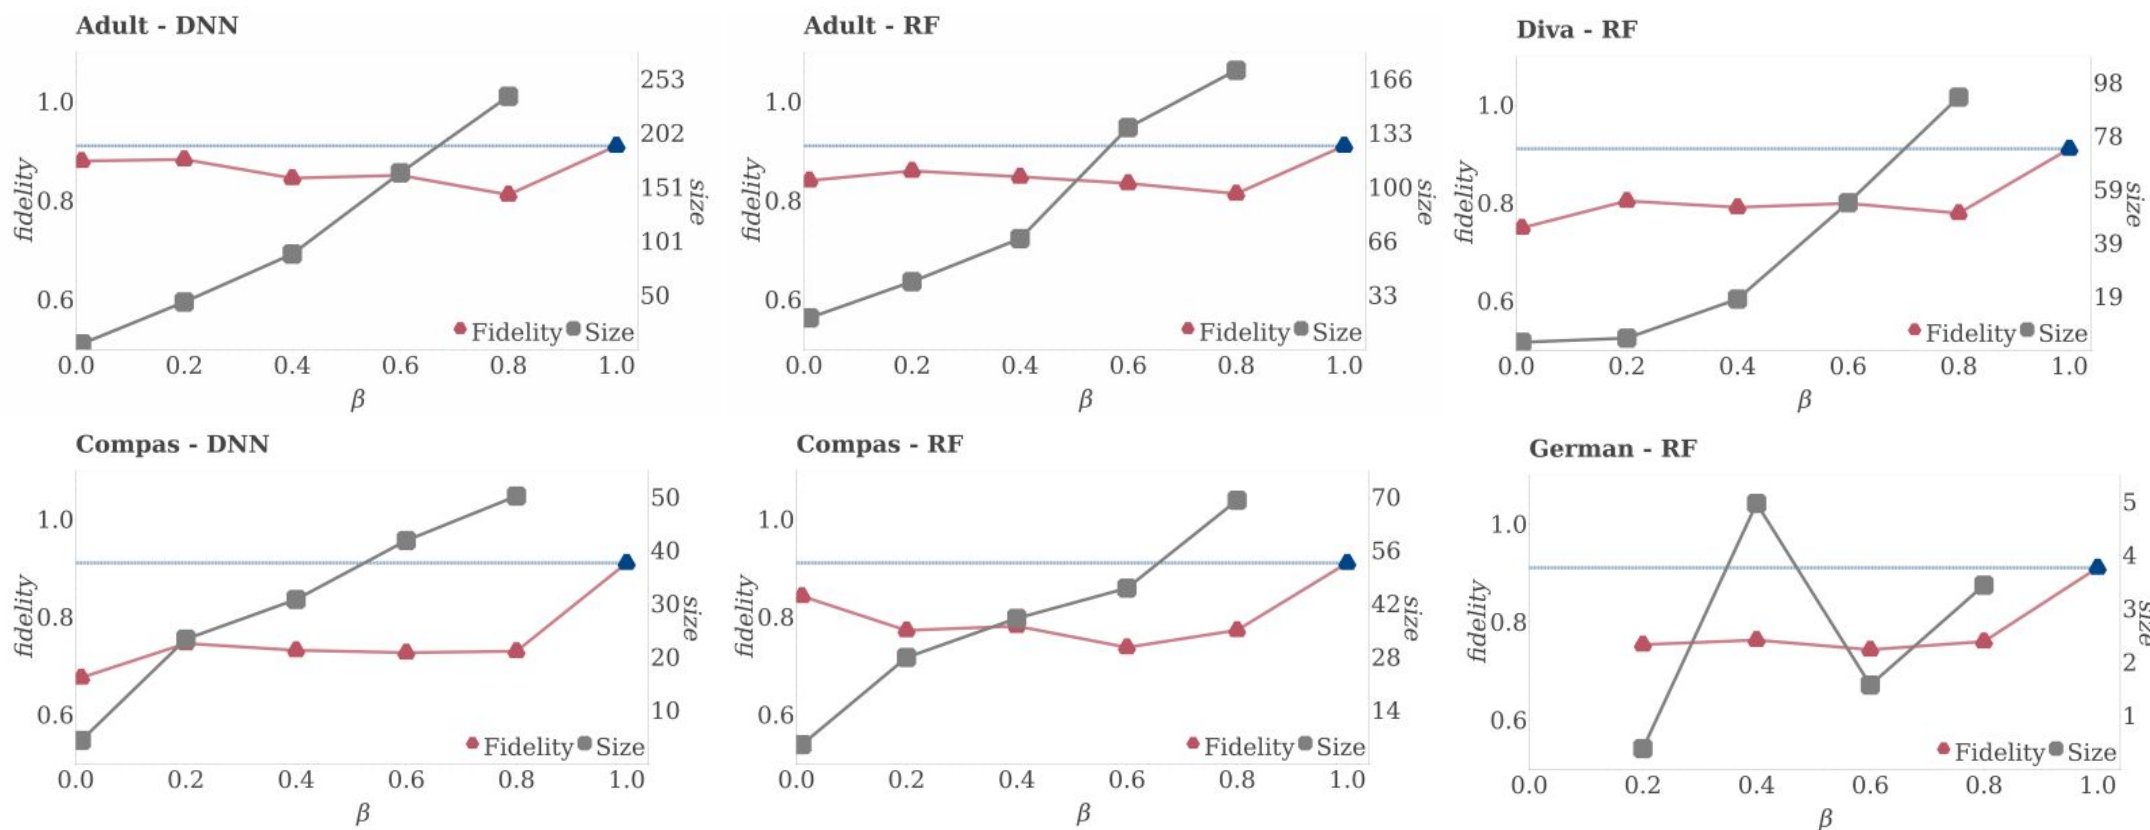 Adult - DNN
1.0
0.8
0.6
fidelity
253
202
151
101
50
size
Fidelity Size
0.0 0.2 0.4 0.6 0.8 1.0
β
Adult - RF
1.0
0.8
0.6
fidelity
166
133
100
66
33
size
Fidelity Size
0.0 0.2 0.4 0.6 0.8 1.0
β
Diva - RF
1.0
0.8
0.6
fidelity
98
78
59
39
19
size
Fidelity Size
0.0 0.2 0.4 0.6 0.8 1.0
β
Compas - DNN
1.0
0.8
0.6
fidelity
50
40
30
20
10
size
Fidelity Size
0.0 0.2 0.4 0.6 0.8 1.0
β
Compas - RF
1.0
0.8
0.6
fidelity
70
56
42
28
14
size
Fidelity Size
0.0 0.2 0.4 0.6 0.8 1.0
β
German - RF
1.0
0.8
0.6
fidelity
5
4
3
2
1
size
Fidelity Size
0.0 0.2 0.4 0.6 0.8 1.0
β